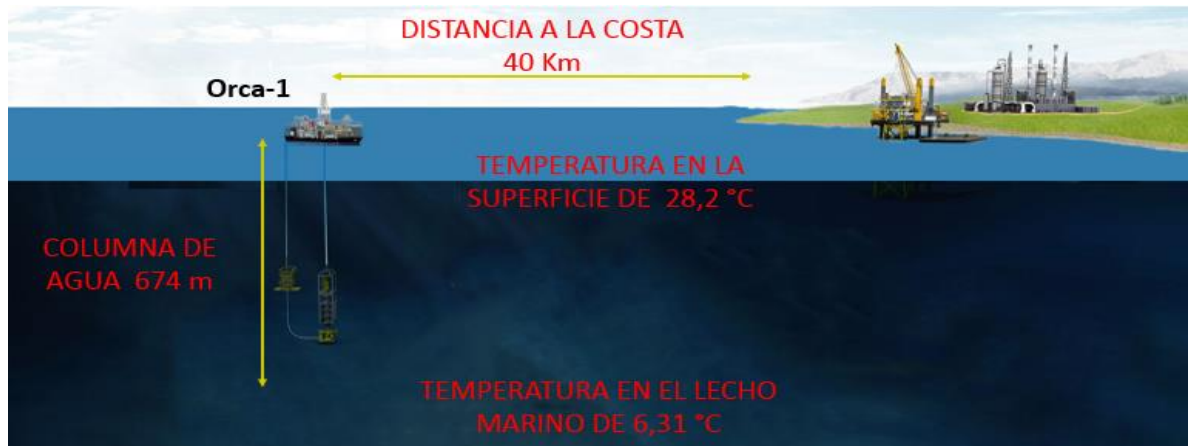 DISTANCIA A LA COSTA
40 Km
Orca-1
TEMPERATURA EN LA
SUPERFICIE DE 28,2 °C
COLUMNA DE
AGUA 674 m
TEMPERATURA EN EL LECHO
MARINO DE 6,31 °C